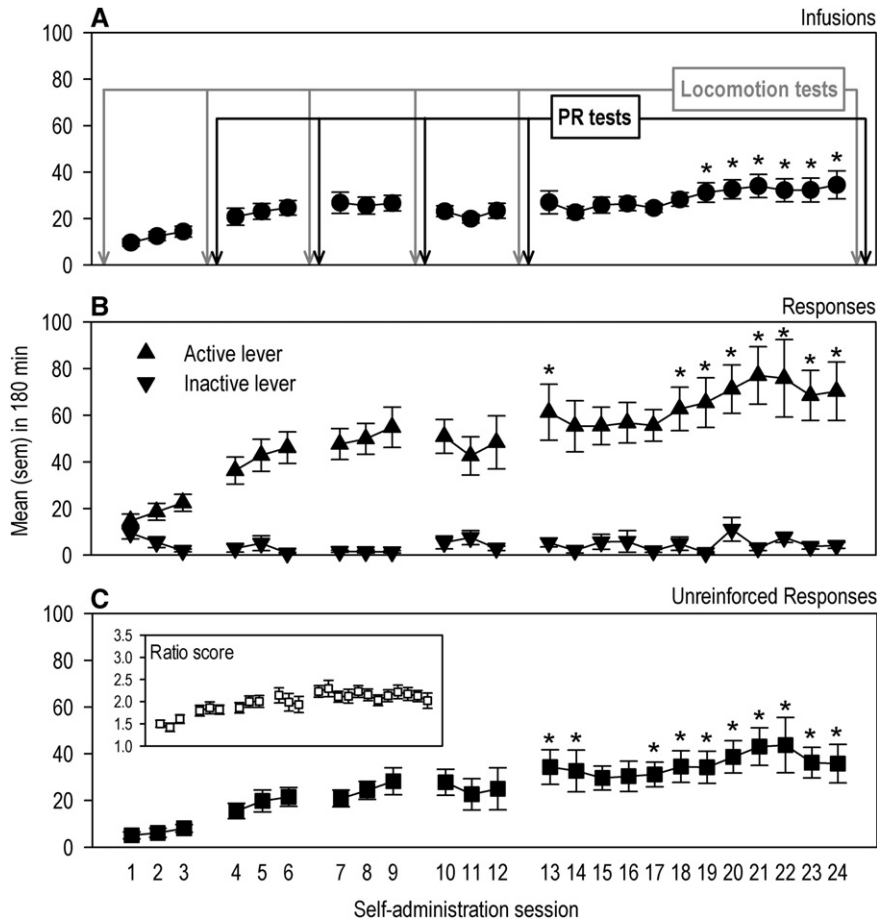 A
Infusions
100
80
60
40
20
0
Locomotion tests
PR tests
* * * * * *
B
Responses
100
80
60
40
20
0
Active lever
Inactive lever
* * * * * * * *
Mean (sem) in 180 min
C
Unreinforced Responses
100
80
60
40
20
0
Ratio score
3.5
3.0
2.5
2.0
1.5
1.0
* * * * * * * * * *
1 2 3 4 5 6 7 8 9 10 11 12 13 14 15 16 17 18 19 20 21 22 23 24
Self-administration session